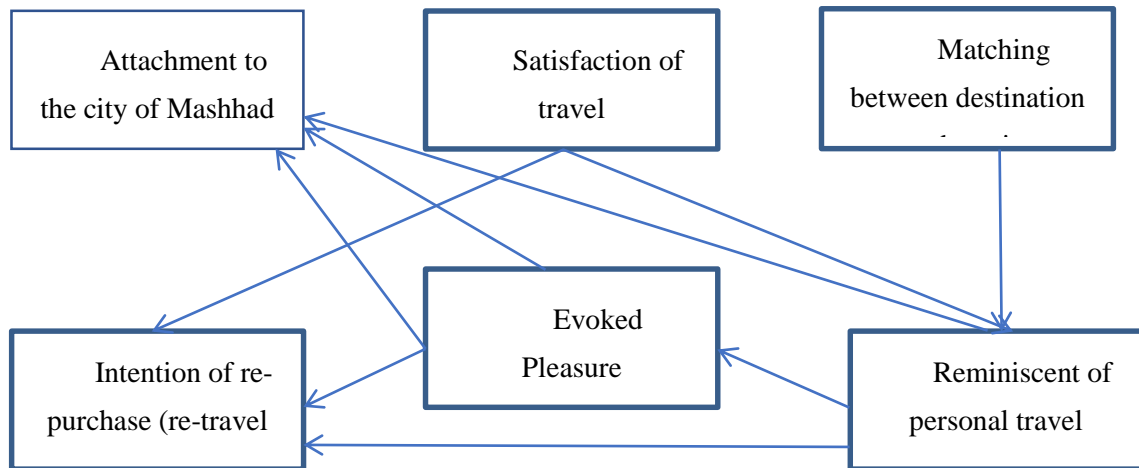 Attachment to
the city of Mashhad
Satisfaction of
travel
Matching
between destination
Evoked
Pleasure
Intention of re-
purchase (re-travel
Reminiscent of
personal travel